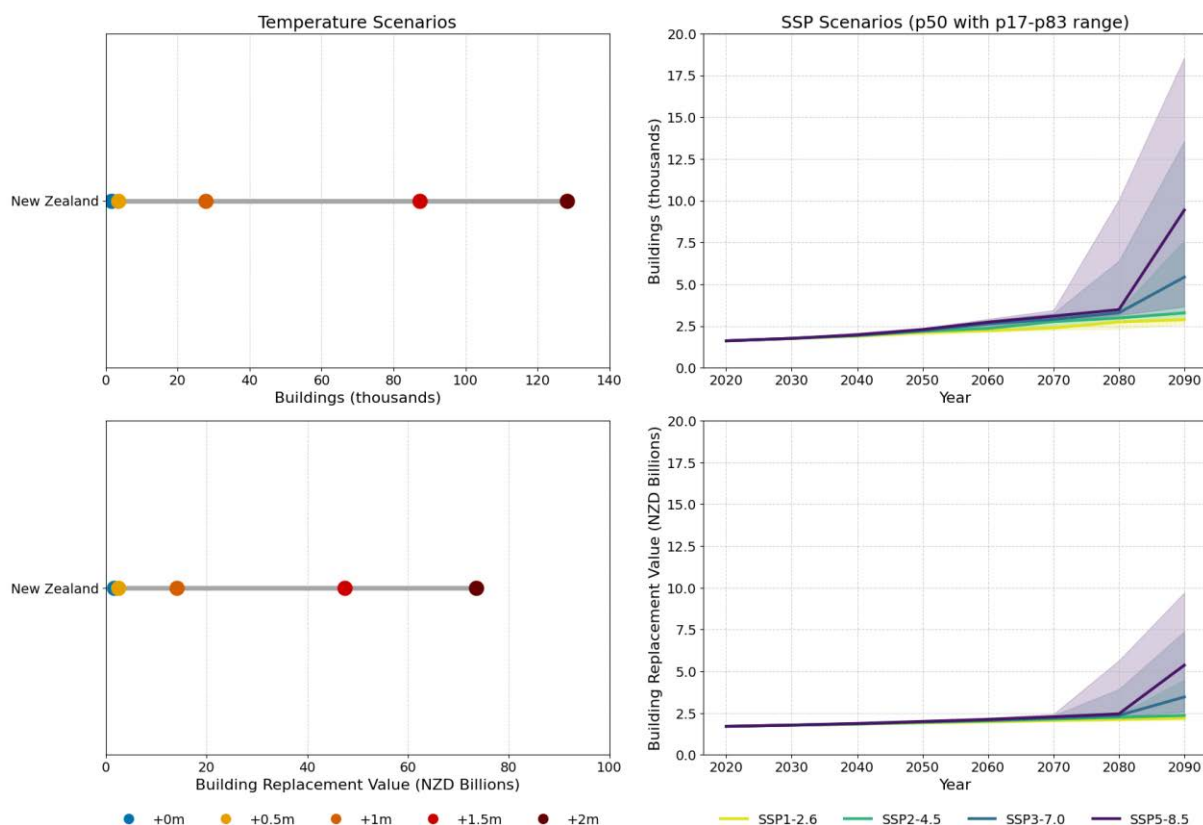 Temperature Scenarios
New Zealand
0 20 40 60 80 100 120 140
Buildings (thousands)
SSP Scenarios (p50 with p17-p83 range)
Buildings (thousands)
20.0
17.5
15.0
12.5
10.0
7.5
5.0
2.5
0.0
2020 2030 2040 2050 2060 2070 2080 2090
Year
New Zealand
0 20 40 60 80 100
Building Replacement Value (NZD Billions)
Building Replacement Value (NZD Billions)
20.0
17.5
15.0
12.5
10.0
7.5
5.0
2.5
0.0
2020 2030 2040 2050 2060 2070 2080 2090
Year
+0m +0.5m +1m +1.5m +2m
SSP1-2.6 SSP2-4.5 SSP3-7.0 SSP5-8.5